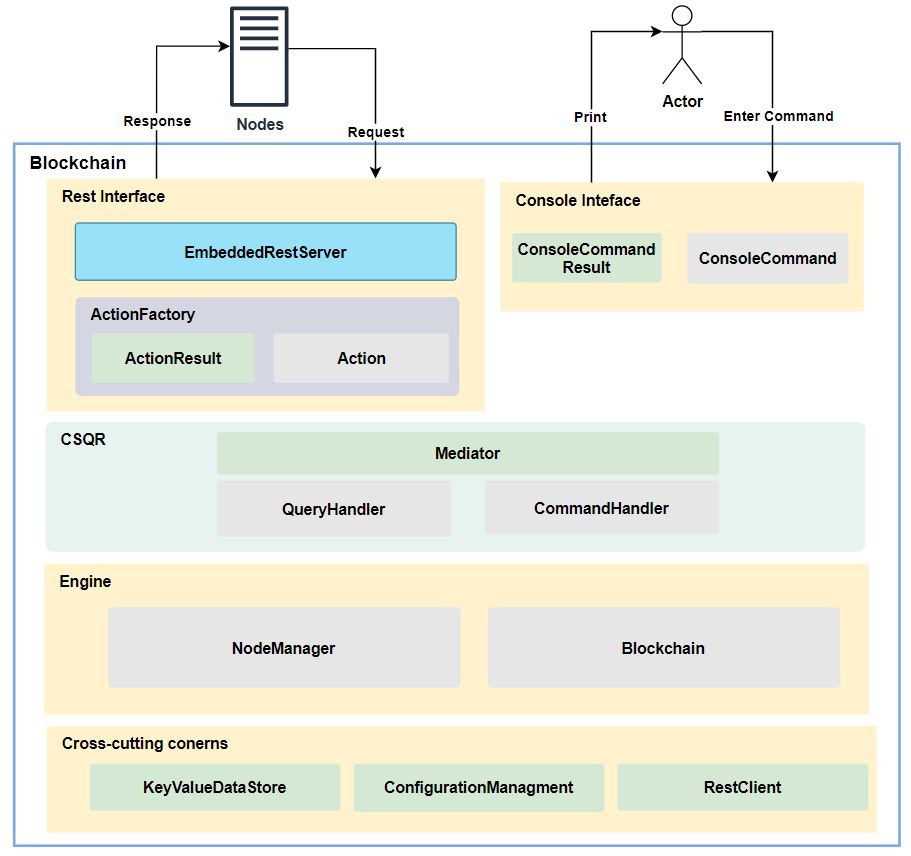 Nodes
Actor
Response
Request
Print
Enter Command
Blockchain
Rest Interface
EmbeddedRestServer
ActionFactory
ActionResult
Action
Console Inteface
ConsoleCommand
Result
ConsoleCommand
CSQR
Mediator
QueryHandler
CommandHandler
Engine
NodeManager
Blockchain
Cross-cutting conerns
KeyValueDataStore
ConfigurationManagment
RestClient